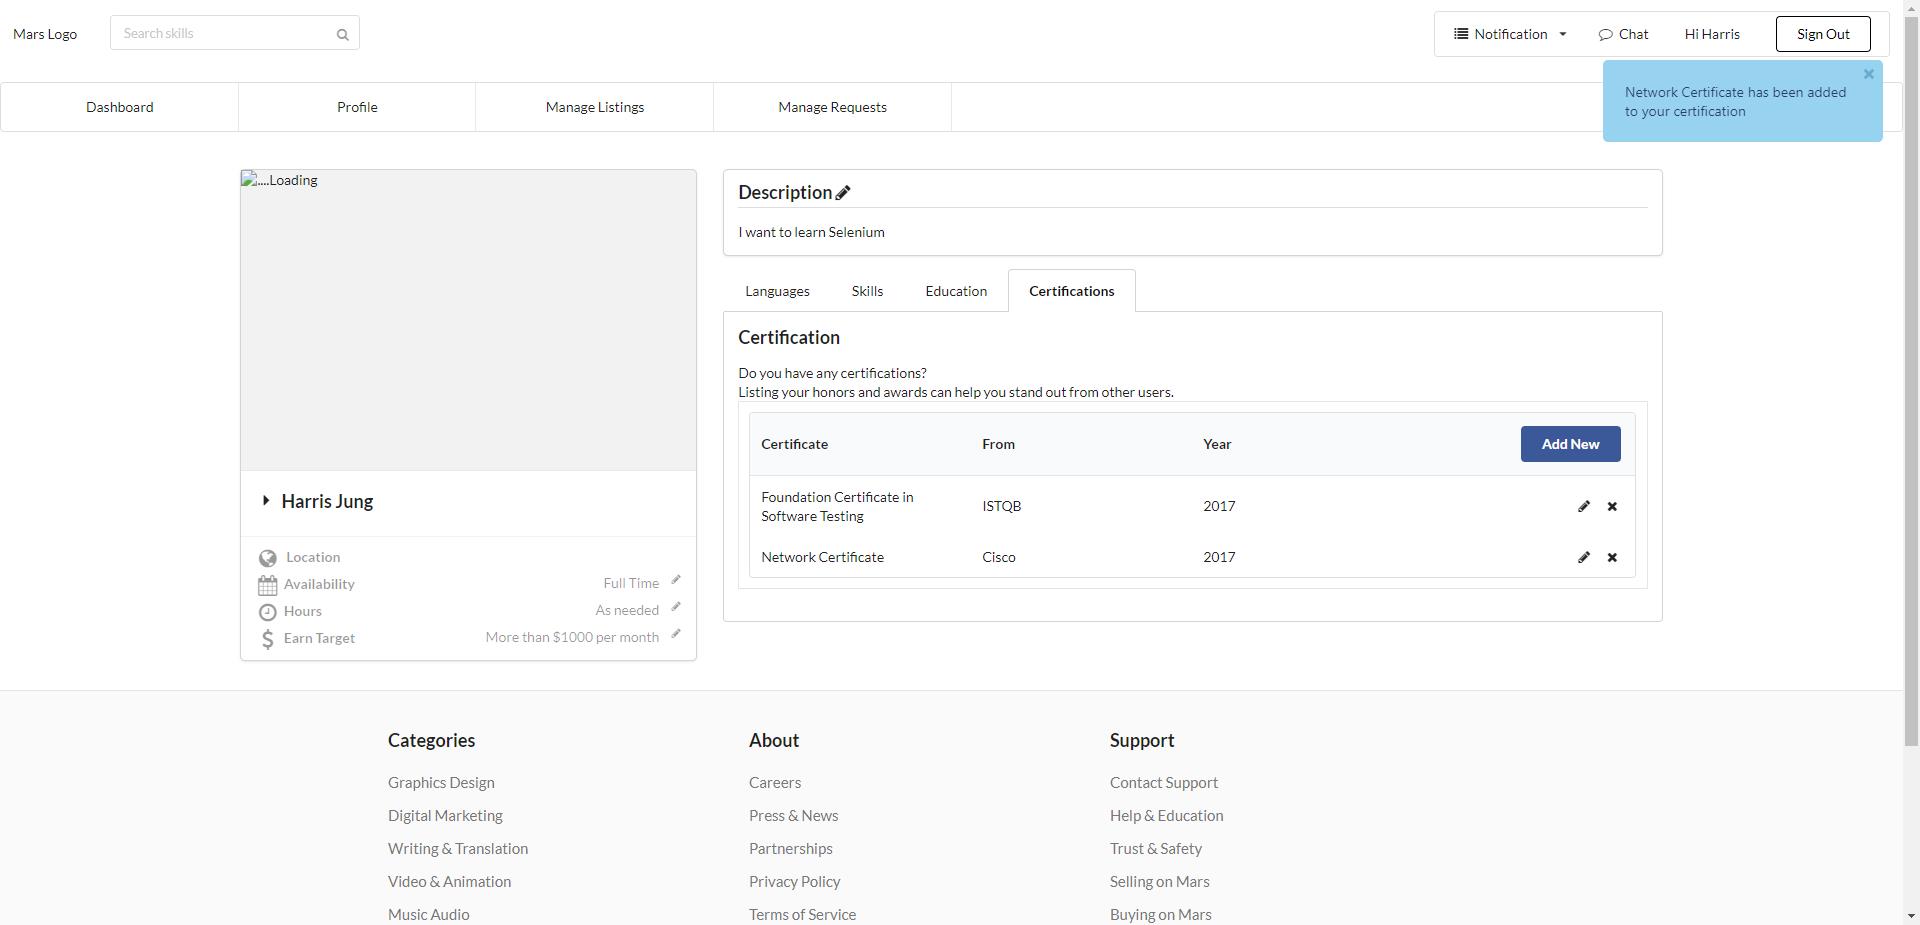 Mars Logo
Search skills
Notification
Chat
Hi Harris
Sign Out
Network Certificate has been added
to your certification
Dashboard
Profile
Manage Listings
Manage Requests
....Loading
Harris Jung
Location
Availability
Full Time
Hours
As needed
Earn Target
More than $1000 per month
Description
I want to learn Selenium
Languages
Skills
Education
Certifications
Certification
Do you have any certifications?
Listing your honors and awards can help you stand out from other users.
Certificate From Year Add New
Foundation Certificate in
Software Testing
ISTQB 2017
Network Certificate Cisco 2017
Categories
Graphics Design
Digital Marketing
Writing & Translation
Video & Animation
Music Audio
About
Careers
Press & News
Partnerships
Privacy Policy
Terms of Service
Support
Contact Support
Help & Education
Trust & Safety
Selling on Mars
Buying on Mars